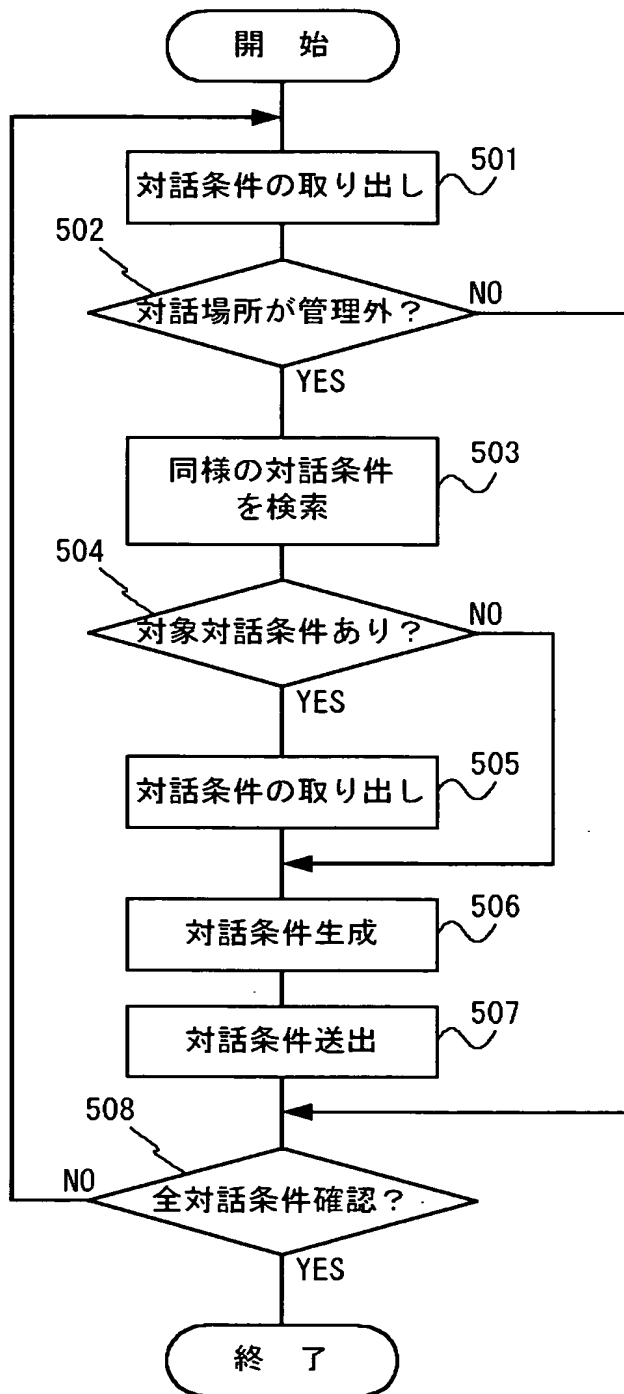 開 始
対話条件の取り出し
501
502
対話場所が管理外？
NO
YES
同様の対話条件
を検索
503
504
対象対話条件あり？
NO
YES
対話条件の取り出し
505
対話条件生成
506
対話条件送出
507
508
NO
全対話条件確認？
YES
終 了